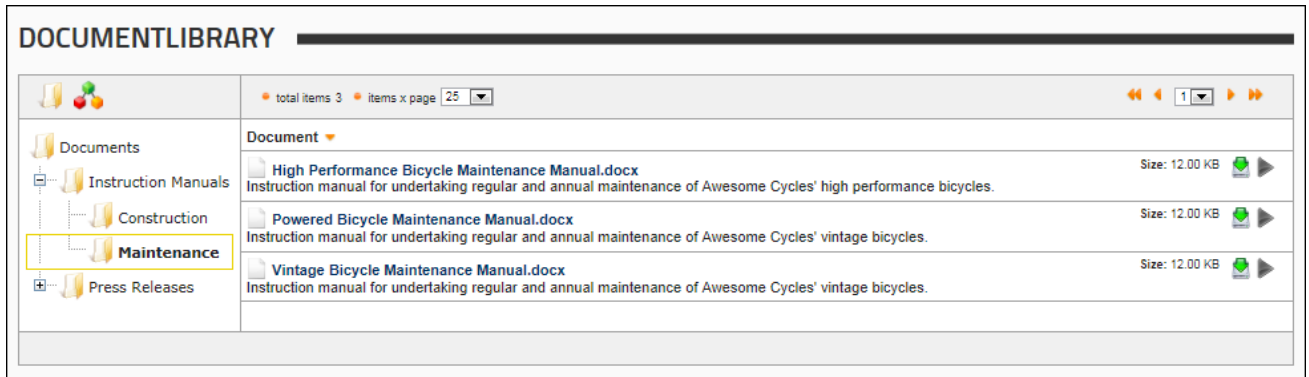 DOCUMENTLIBRARY
total items 3 items x page 25 1
Documents
Instruction Manuals
Construction
Maintenance
Press Releases
Document
High Performance Bicycle Maintenance Manual.docx Size: 12.00 KB
Instruction manual for undertaking regular and annual maintenance of Awesome Cycles' high performance bicycles.
Powered Bicycle Maintenance Manual.docx Size: 12.00 KB
Instruction manual for undertaking regular and annual maintenance of Awesome Cycles' vintage bicycles.
Vintage Bicycle Maintenance Manual.docx Size: 12.00 KB
Instruction manual for undertaking regular and annual maintenance of Awesome Cycles' vintage bicycles.